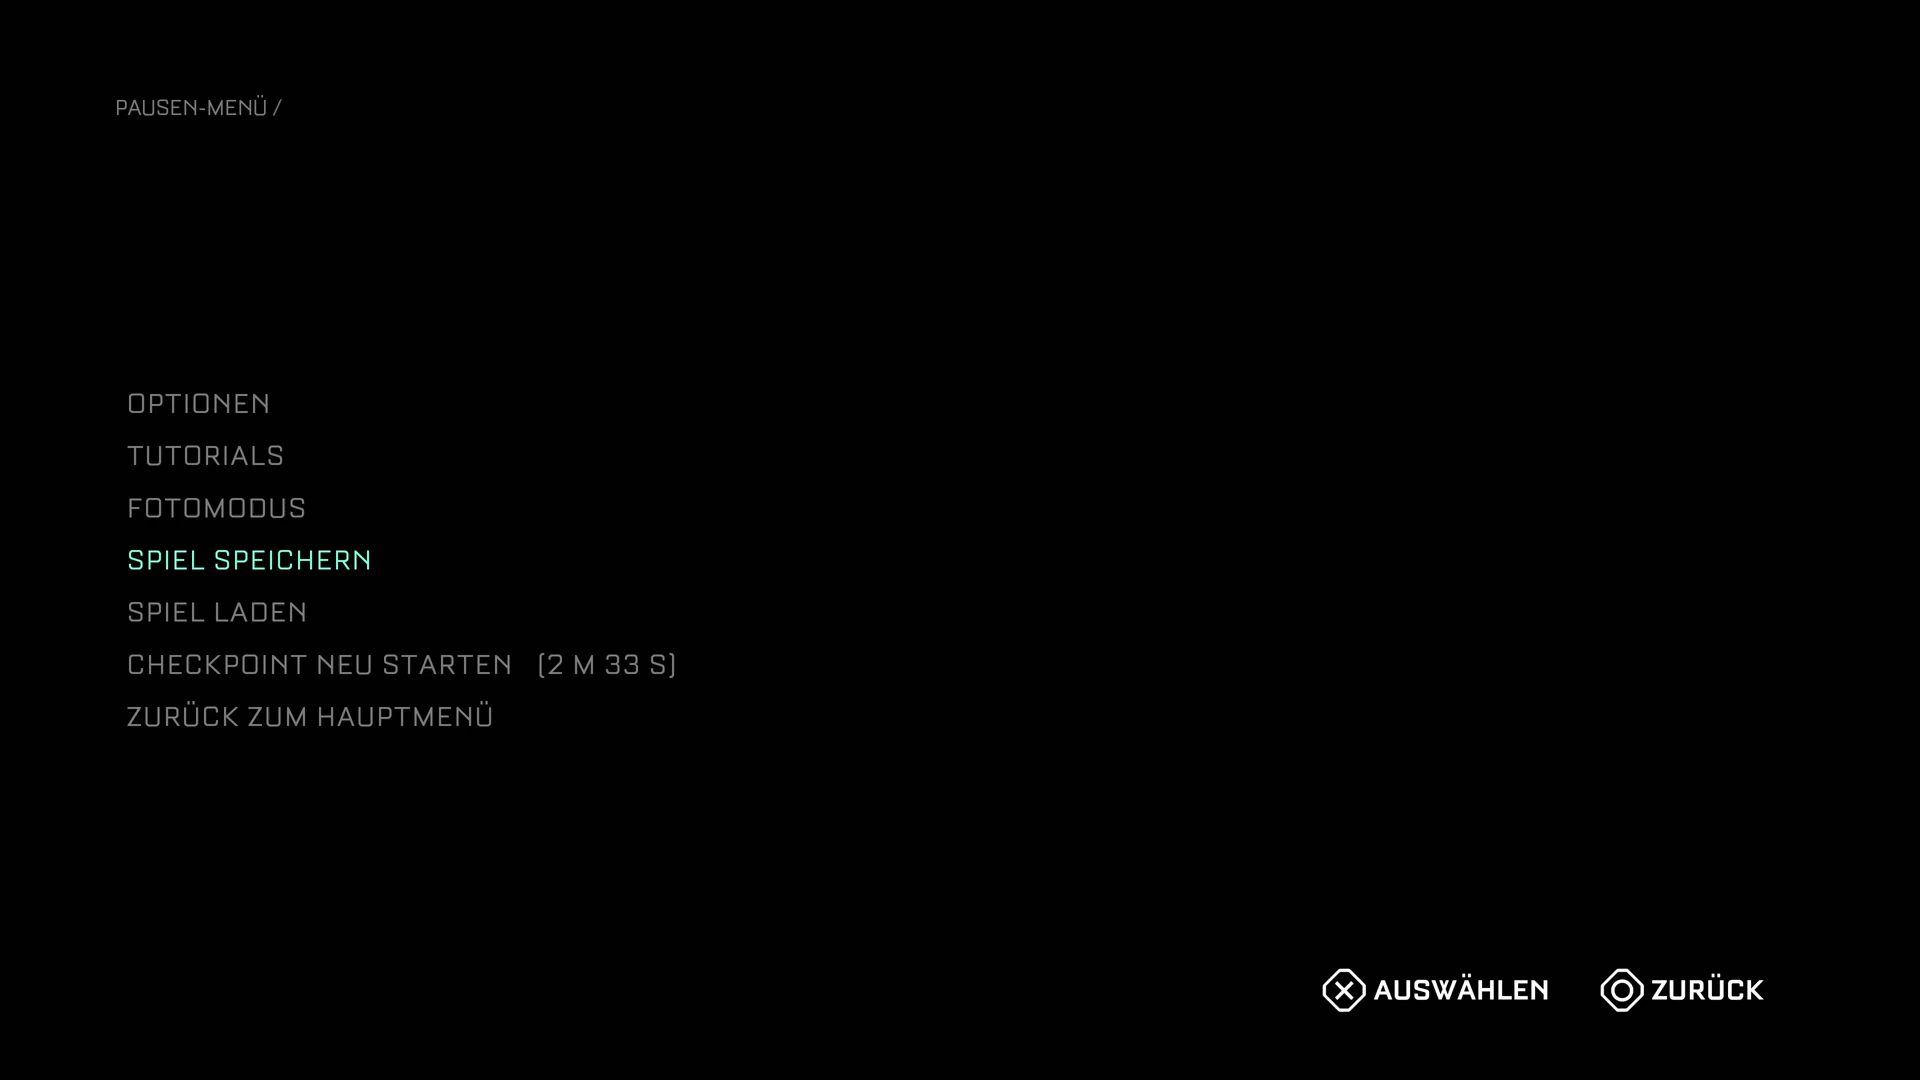 PAUSEN-MENÜ /
OPTIONEN
TUTORIALS
FOTOMODUS
SPIEL SPEICHERN
SPIEL LADEN
CHECKPOINT NEU STARTEN (2 M 33 S)
ZURÜCK ZUM HAUPTMENÜ
AUSWÄHLEN ZURÜCK